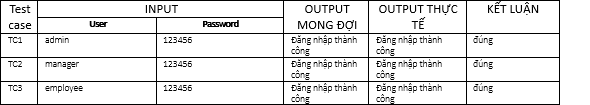 Test case
INPUT
OUTPUT MONG ĐỢI
OUTPUT THỰC TẾ
KẾT LUẬN
User
Password
TC1 admin 123456 Đăng nhập thành công Đăng nhập thành công đúng
TC2 manager 123456 Đăng nhập thành công Đăng nhập thành công đúng
TC3 employee 123456 Đăng nhập thành công Đăng nhập thành công đúng